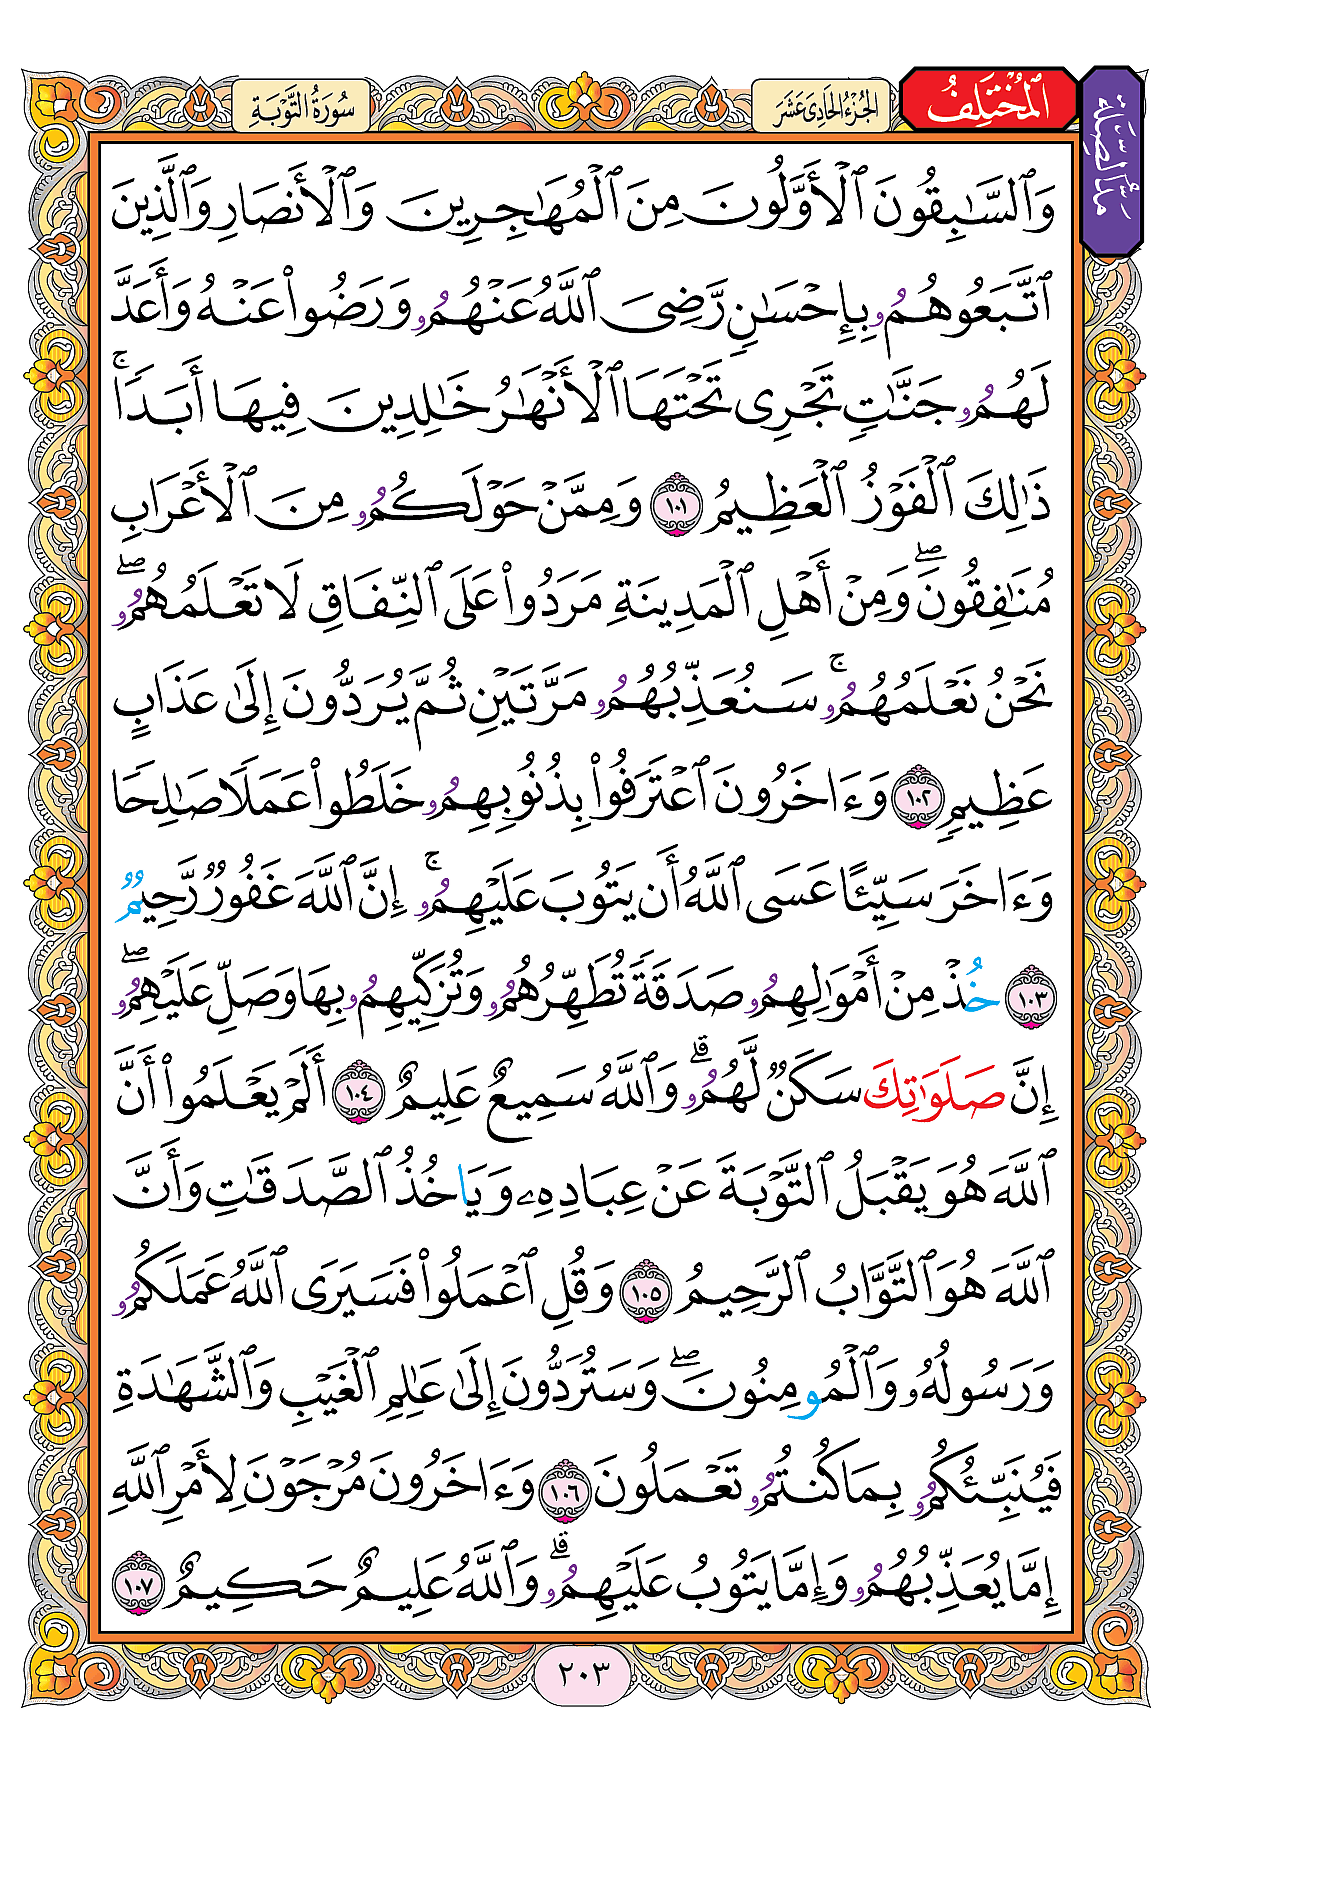 المُخْتَلِفُ
مَدُّ الصِّلَة
الجُزْءُ الحَادِيَ عَشَرَ
سُورَةُ التَّوْبَةِ
وَٱلسَّـٰبِقُونَ ٱلْأَوَّلُونَ مِنَ ٱلْمُهَـٰجِرِينَ وَٱلْأَنصَارِ وَٱلَّذِينَ
ٱتَّبَعُوهُمُۥ بِإِحْسَـٰنٍ رَّضِىَ ٱللَّهُ عَنْهُمُۥ وَرَضُوا۟ عَنْهُ وَأَعَدَّ
لَهُمُۥ جَنَّـٰتٍ تَجْرِى تَحْتَهَا ٱلْأَنْهَـٰرُ خَـٰلِدِينَ فِيهَا أَبَدًا ۚ
ذَٰلِكَ ٱلْفَوْزُ ٱلْعَظِيمُ ١٠١ وَمِمَّنْ حَوْلَكُمُۥ مِنَ ٱلْأَعْرَابِ
مُنَـٰفِقُونَ ۖ وَمِنْ أَهْلِ ٱلْمَدِينَةِ مَرَدُوا۟ عَلَى ٱلنِّفَاقِ لَا تَعْلَمُهُمُۥ ۖ
نَحْنُ نَعْلَمُهُمُۥ ۚ سَنُعَذِّبُهُمُۥ مَرَّتَيْنِ ثُمَّ يُرَدُّونَ إِلَىٰ عَذَابٍ
عَظِيمٍ ١٠٢ وَءَاخَرُونَ ٱعْتَرَفُوا۟ بِذُنُوبِهِمُۥ خَلَطُوا۟ عَمَلًا صَـٰلِحًا
وَءَاخَرَ سَيِّئًا عَسَى ٱللَّهُ أَن يَتُوبَ عَلَيْهِمُۥ ۚ إِنَّ ٱللَّهَ غَفُورٌ رَّحِيمٌ
١٠٣ خُذْ مِنْ أَمْوَٰلِهِمُۥ صَدَقَةً تُطَهِّرُهُمُۥ وَتُزَكِّيهِمُۥ بِهَا وَصَلِّ عَلَيْهِمُۥ ۖ
إِنَّ صَلَوَٰتِكَ سَكَنٌ لَّهُمُۥ ۗ وَٱللَّهُ سَمِيعٌ عَلِيمٌ ١٠٤ أَلَمْ يَعْلَمُوا۟ أَنَّ
ٱللَّهَ هُوَ يَقْبَلُ ٱلتَّوْبَةَ عَنْ عِبَادِهِۦ وَيَاخُذُ ٱلصَّدَقَـٰتِ وَأَنَّ
ٱللَّهَ هُوَ ٱلتَّوَّابُ ٱلرَّحِيمُ ١٠٥ وَقُلِ ٱعْمَلُوا۟ فَسَيَرَى ٱللَّهُ عَمَلَكُمُۥ
وَرَسُولُهُۥ وَٱلْمُومِنُونَ ۖ وَسَتُرَدُّونَ إِلَىٰ عَـٰلِمِ ٱلْغَيْبِ وَٱلشَّهَـٰدَةِ
فَيُنَبِّئُكُمُۥ بِمَا كُنتُمُۥ تَعْمَلُونَ ١٠٦ وَءَاخَرُونَ مُرْجَوْنَ لِأَمْرِ ٱللَّهِ
إِمَّا يُعَذِّبُهُمُۥ وَإِمَّا يَتُوبُ عَلَيْهِمُۥ ۗ وَٱللَّهُ عَلِيمٌ حَكِيمٌ ١٠٧
٢٠٣